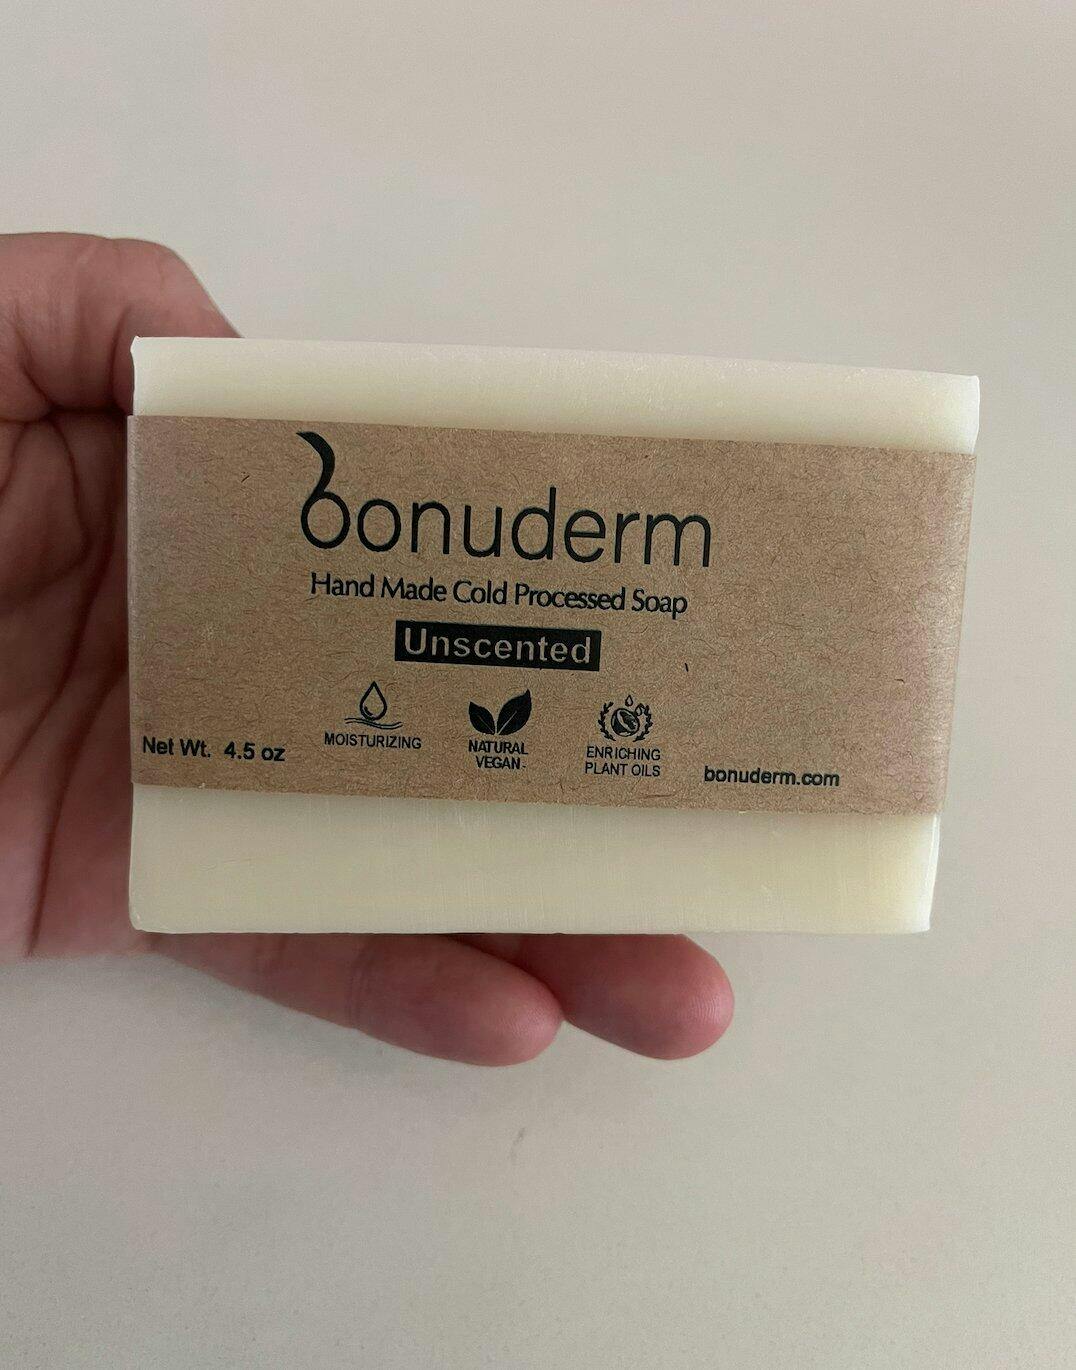 bonuderm
Hand Made Cold Processed Soap
Unscented
MOISTURIZING
NATURAL
VEGAN
ENRICHING
PLANT OILS
Net Wt. 4.5 oz
bonuderm.com